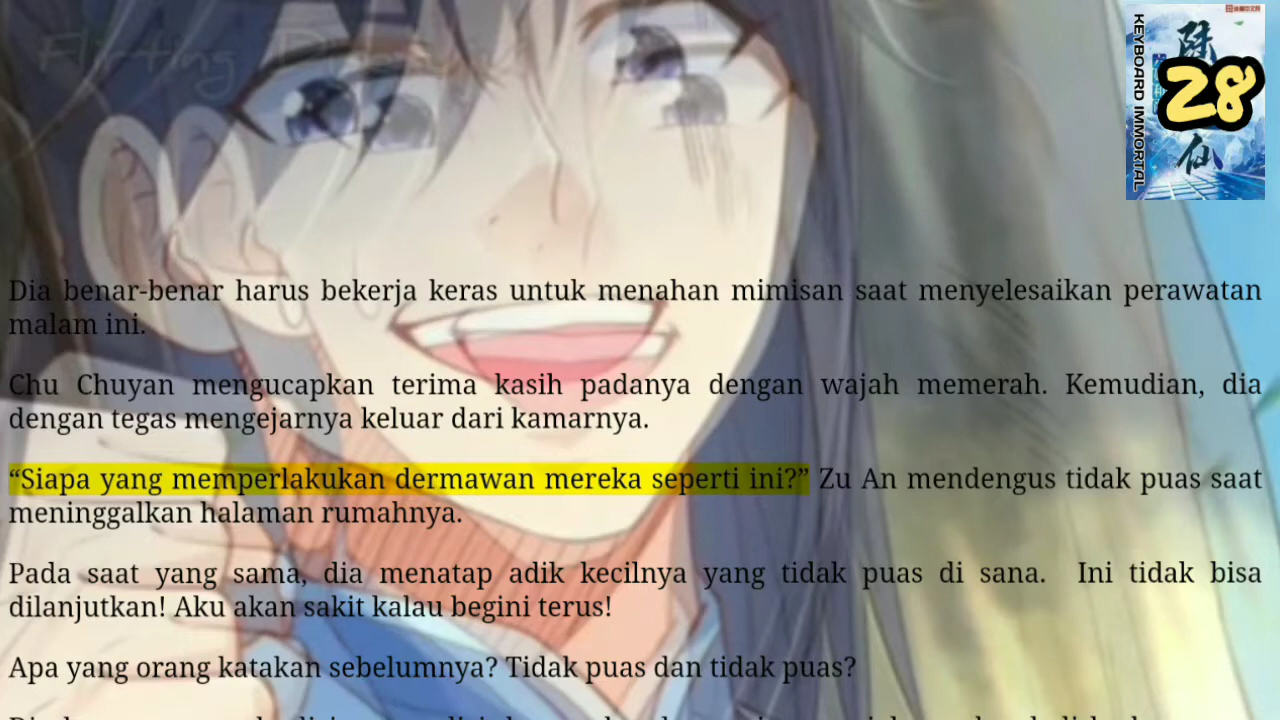 Flirting
陆
28
仙
KEYBOARD IMMORTAL
Dia benar-benar harus bekerja keras untuk menahan mimisan saat menyelesaikan perawatan
malam ini.
Chu Chuyan mengucapkan terima kasih padanya dengan wajah memerah. Kemudian, dia
dengan tegas mengejarnya keluar dari kamarnya.
“Siapa yang memperlakukan dermawan mereka seperti ini?” Zu An mendengus tidak puas saat
meninggalkan halaman rumahnya.
Pada saat yang sama, dia menatap adik kecilnya yang tidak puas di sana. Ini tidak bisa
dilanjutkan! Aku akan sakit kalau begini terus!
Apa yang orang katakan sebelumnya? Tidak puas dan tidak puas?